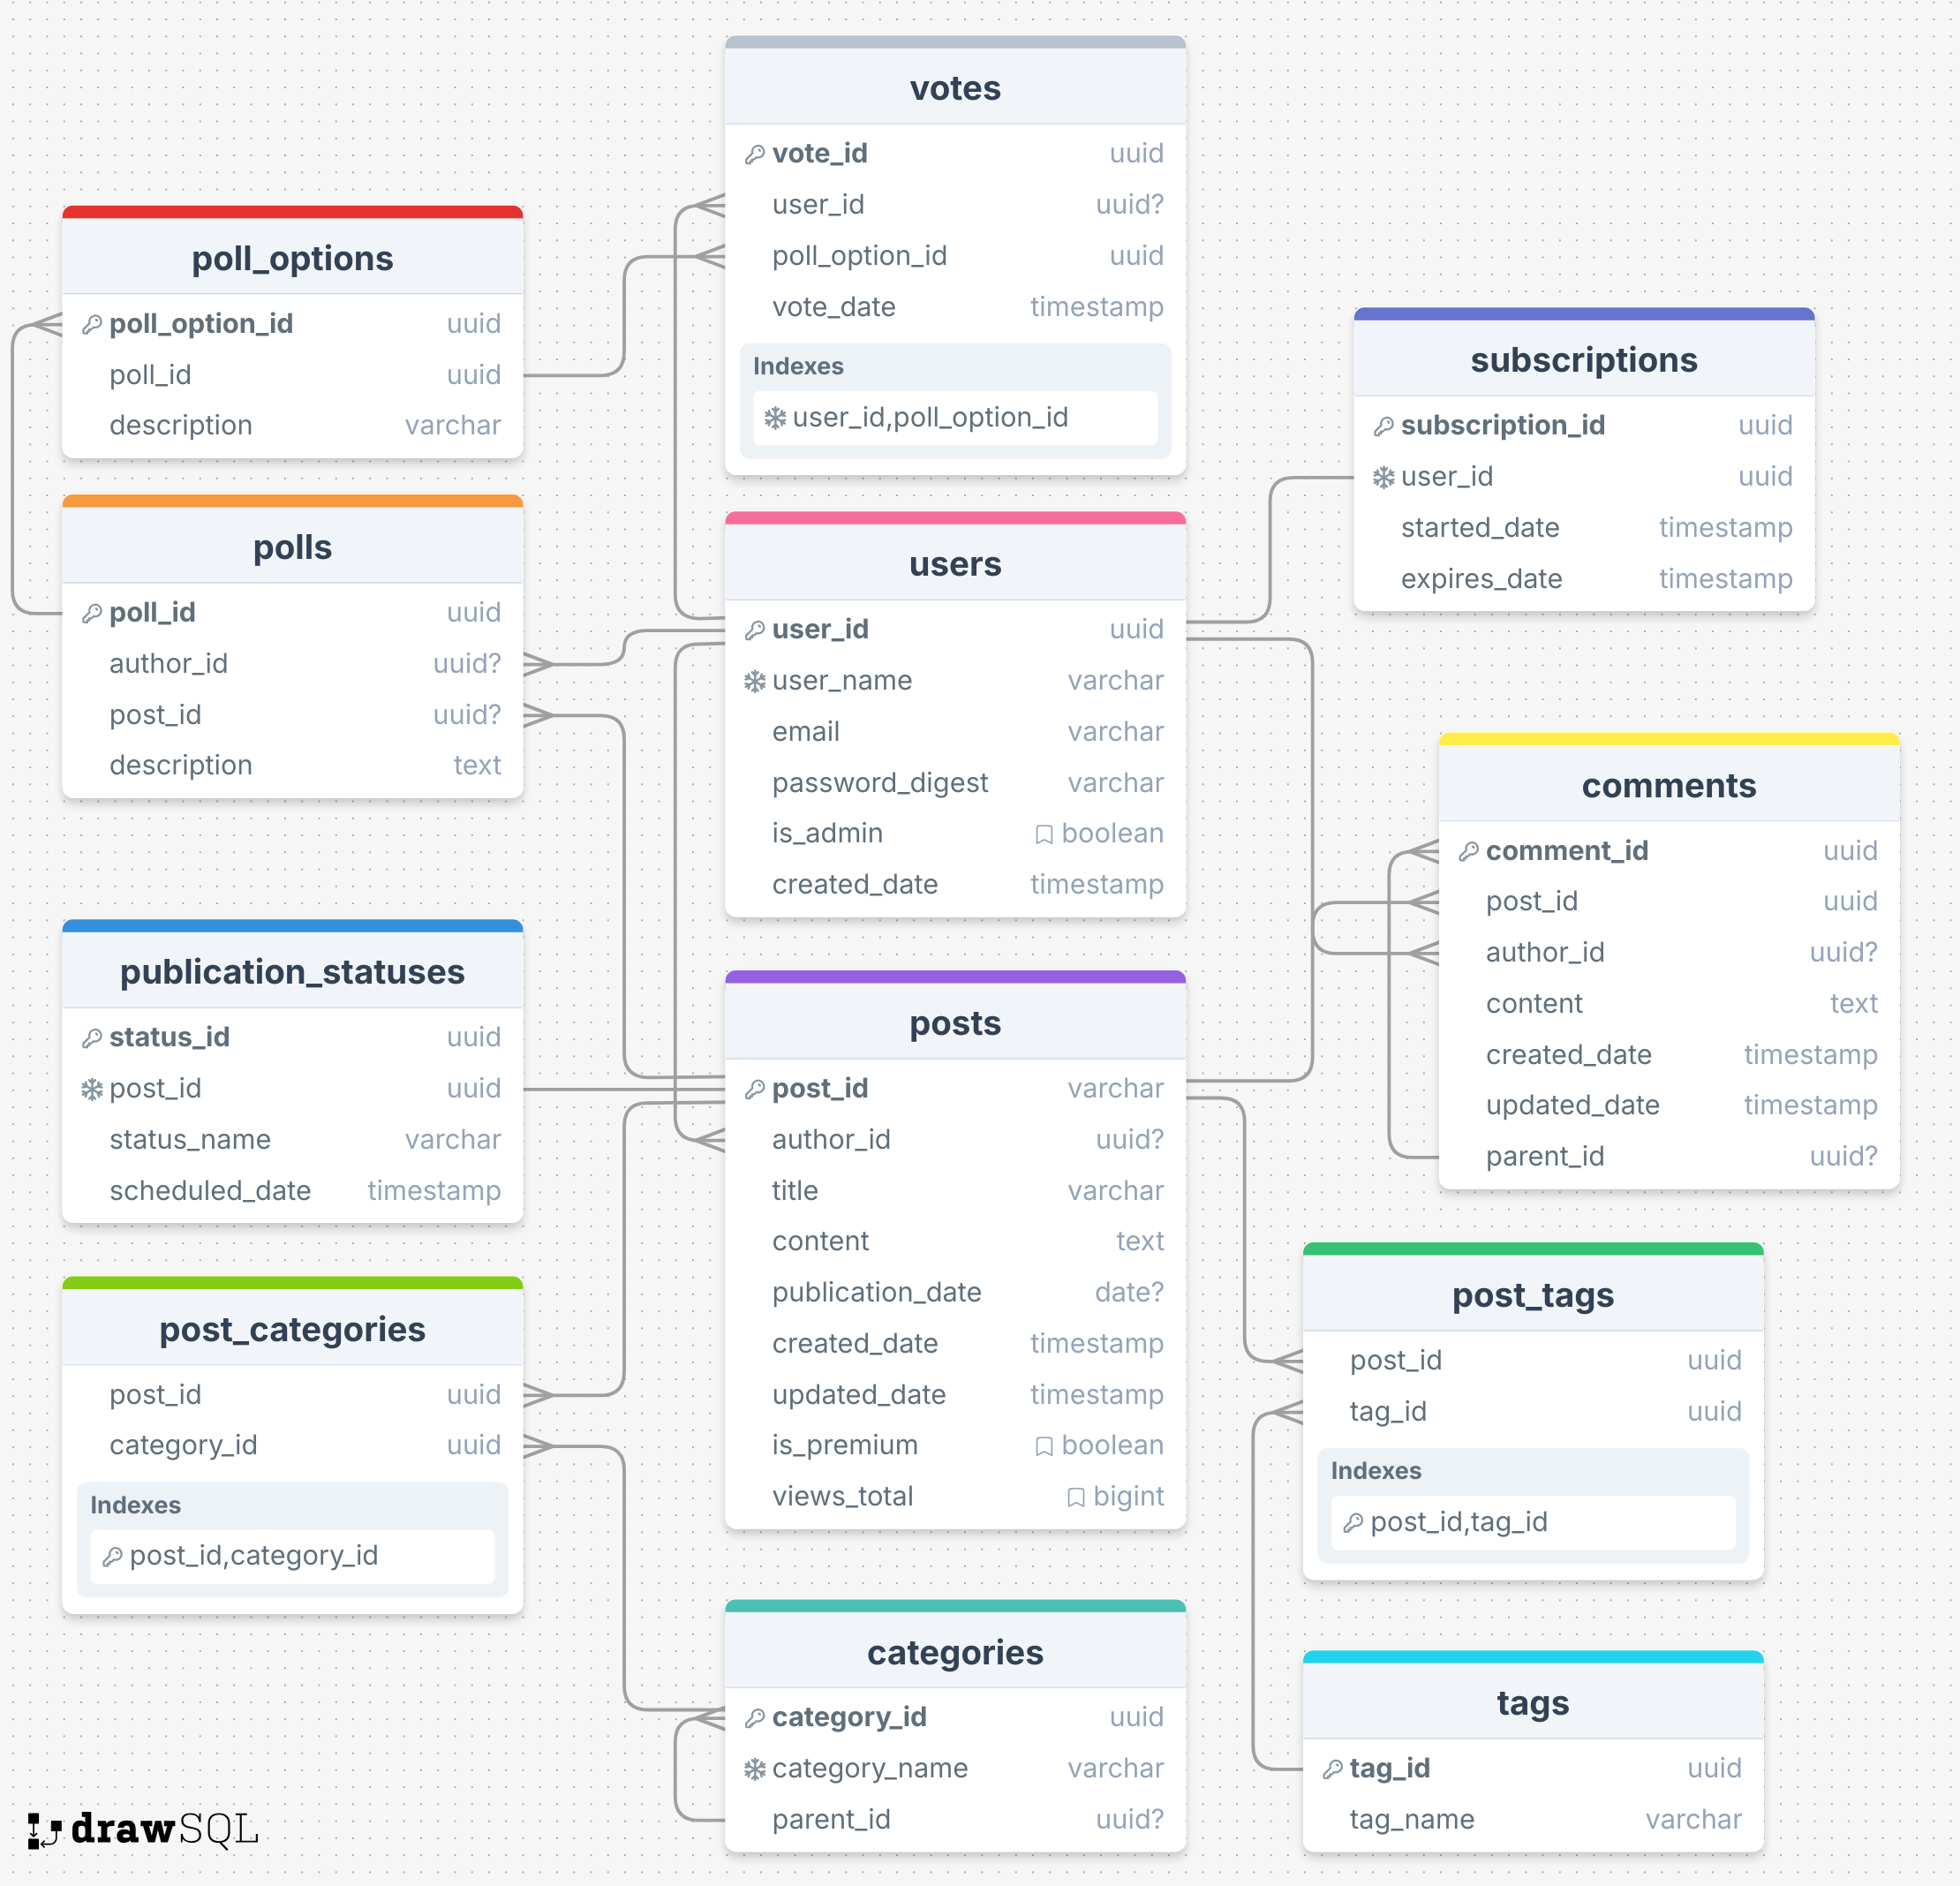 votes
vote_id uuid
user_id uuid?
poll_option_id uuid
vote_date timestamp
Indexes
user_id,poll_option_id
poll_options
poll_option_id uuid
poll_id uuid
description varchar
subscriptions
subscription_id uuid
user_id uuid
started_date timestamp
expires_date timestamp
polls
poll_id uuid
author_id uuid?
post_id uuid?
description text
users
user_id uuid
user_name varchar
email varchar
password_digest varchar
is_admin boolean
created_date timestamp
comments
comment_id uuid
post_id uuid
author_id uuid?
content text
created_date timestamp
updated_date timestamp
parent_id uuid?
publication_statuses
status_id uuid
post_id uuid
status_name varchar
scheduled_date timestamp
posts
post_id varchar
author_id uuid?
title varchar
content text
publication_date date?
created_date timestamp
updated_date timestamp
is_premium boolean
views_total bigint
post_categories
post_id uuid
category_id uuid
Indexes
post_id,category_id
post_tags
post_id uuid
tag_id uuid
Indexes
post_id,tag_id
categories
category_id uuid
category_name varchar
parent_id uuid?
tags
tag_id uuid
tag_name varchar
drawSQL